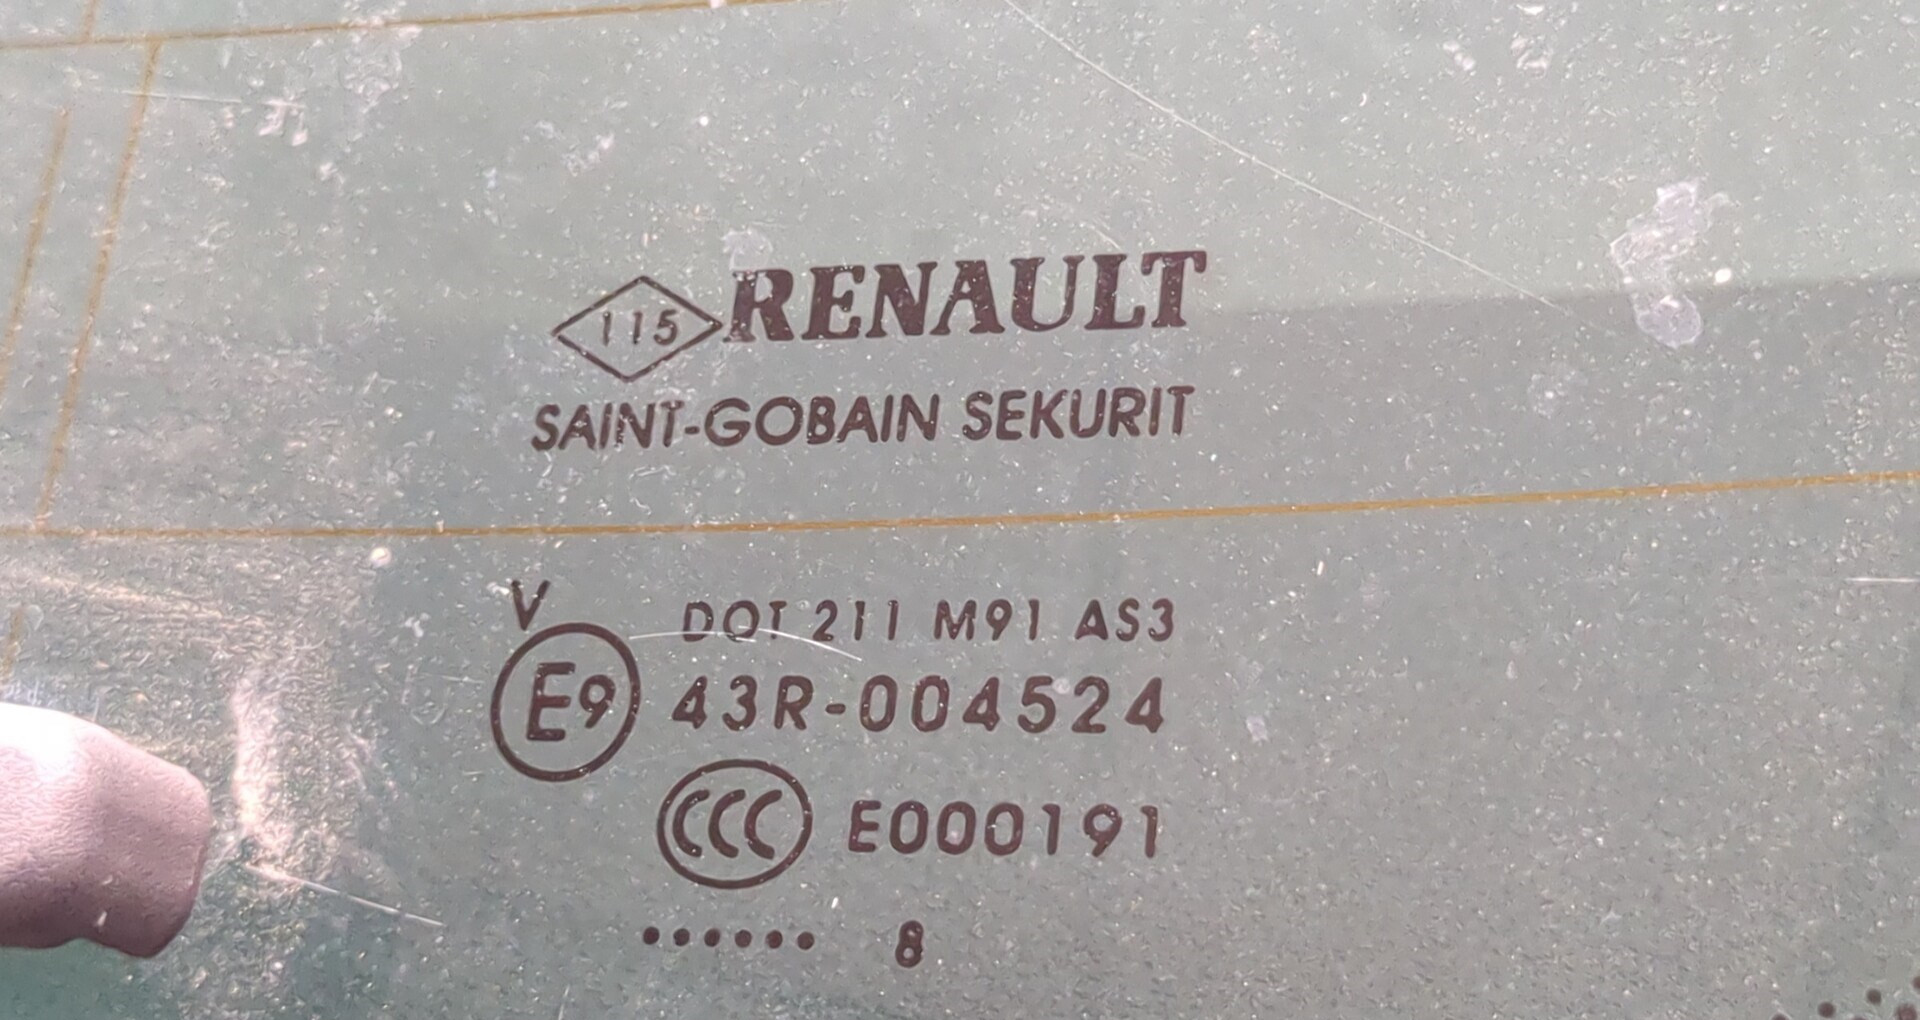 115 RENAULT
SAINT-GOBAIN SEKURIT
V
DOT 211 M91 AS3
E9 43R-004524
CCC E000191
...... 8